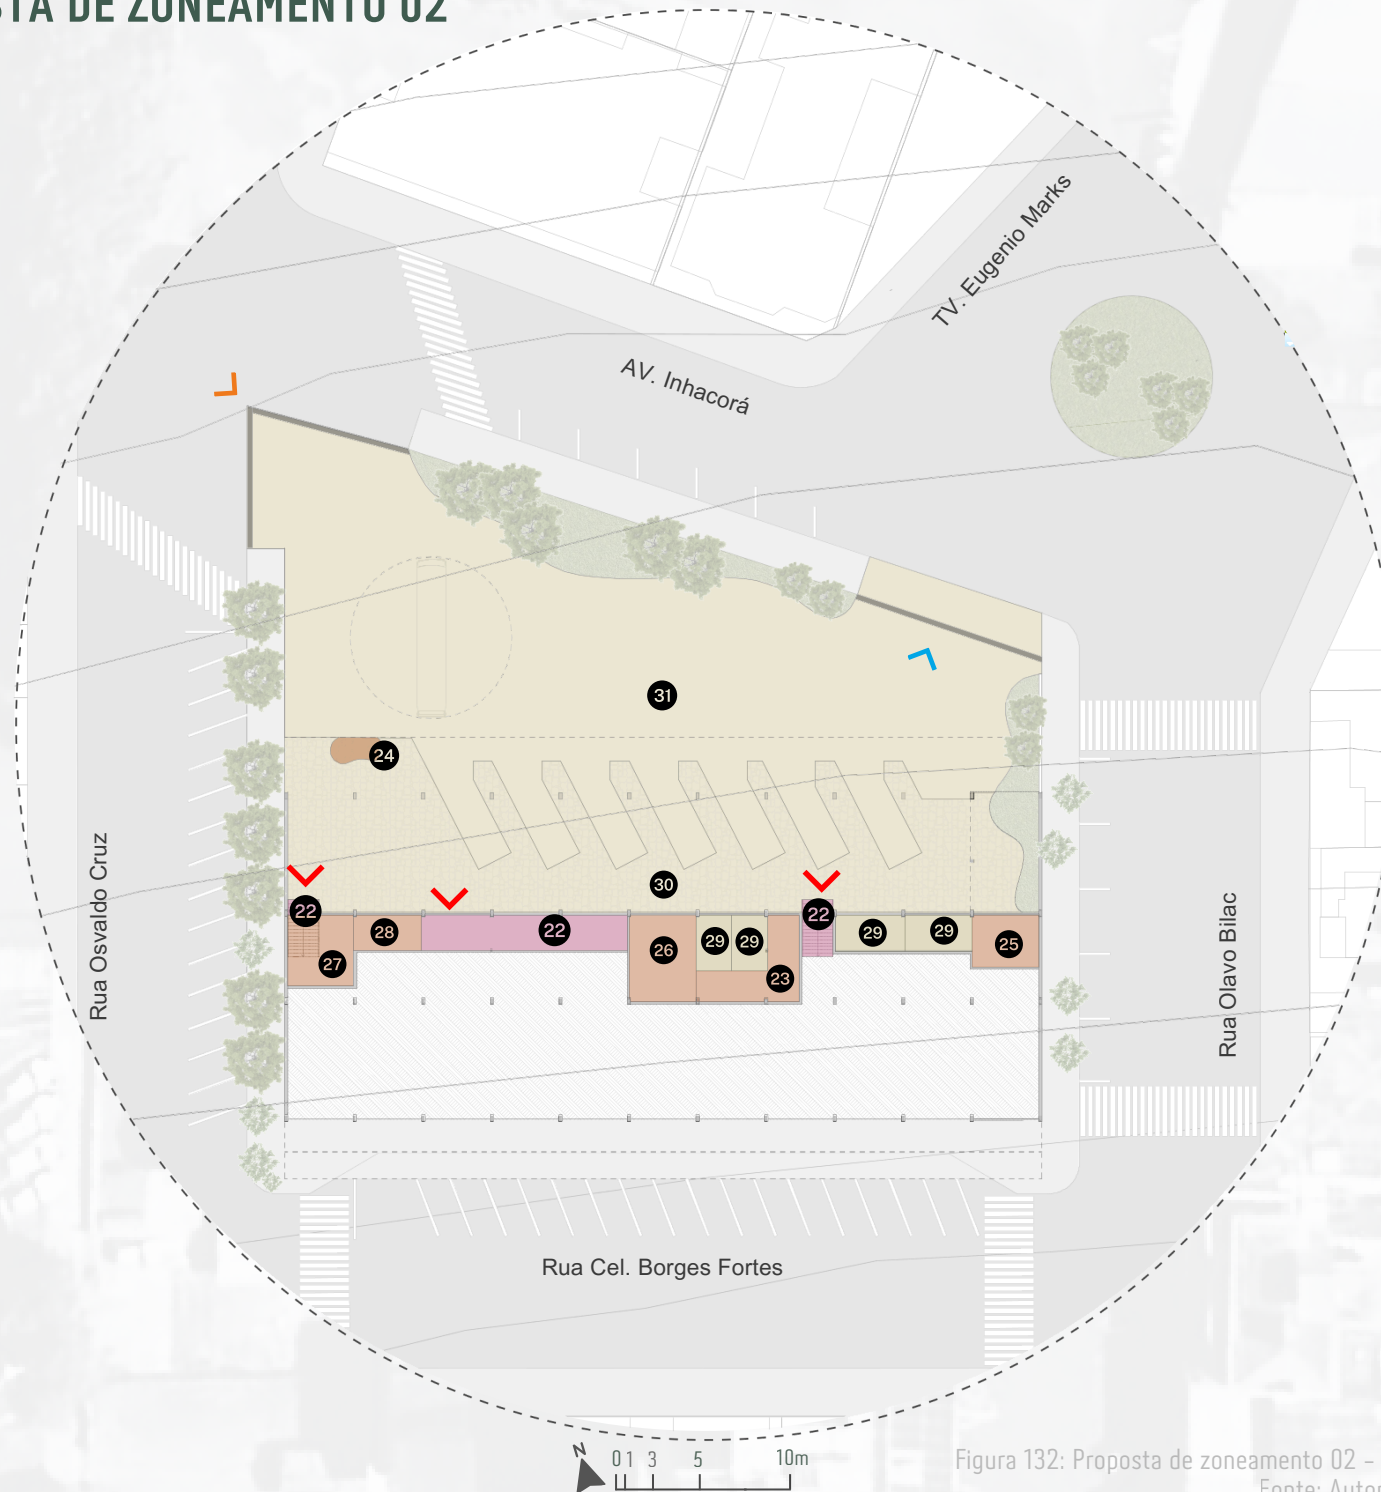 STA DE ZONEAMENTO 02
TV. Eugenio Marks
AV. Inhacorá
31
24
Rua Osvaldo Cruz
30
22
28
22
26
29
29
22
29
29
25
27
23
Rua Olavo Bilac
Rua Cel. Borges Fortes
N
0 1 3 5 10m
Figura 132: Proposta de zoneamento 02 -
Fonte: Autor